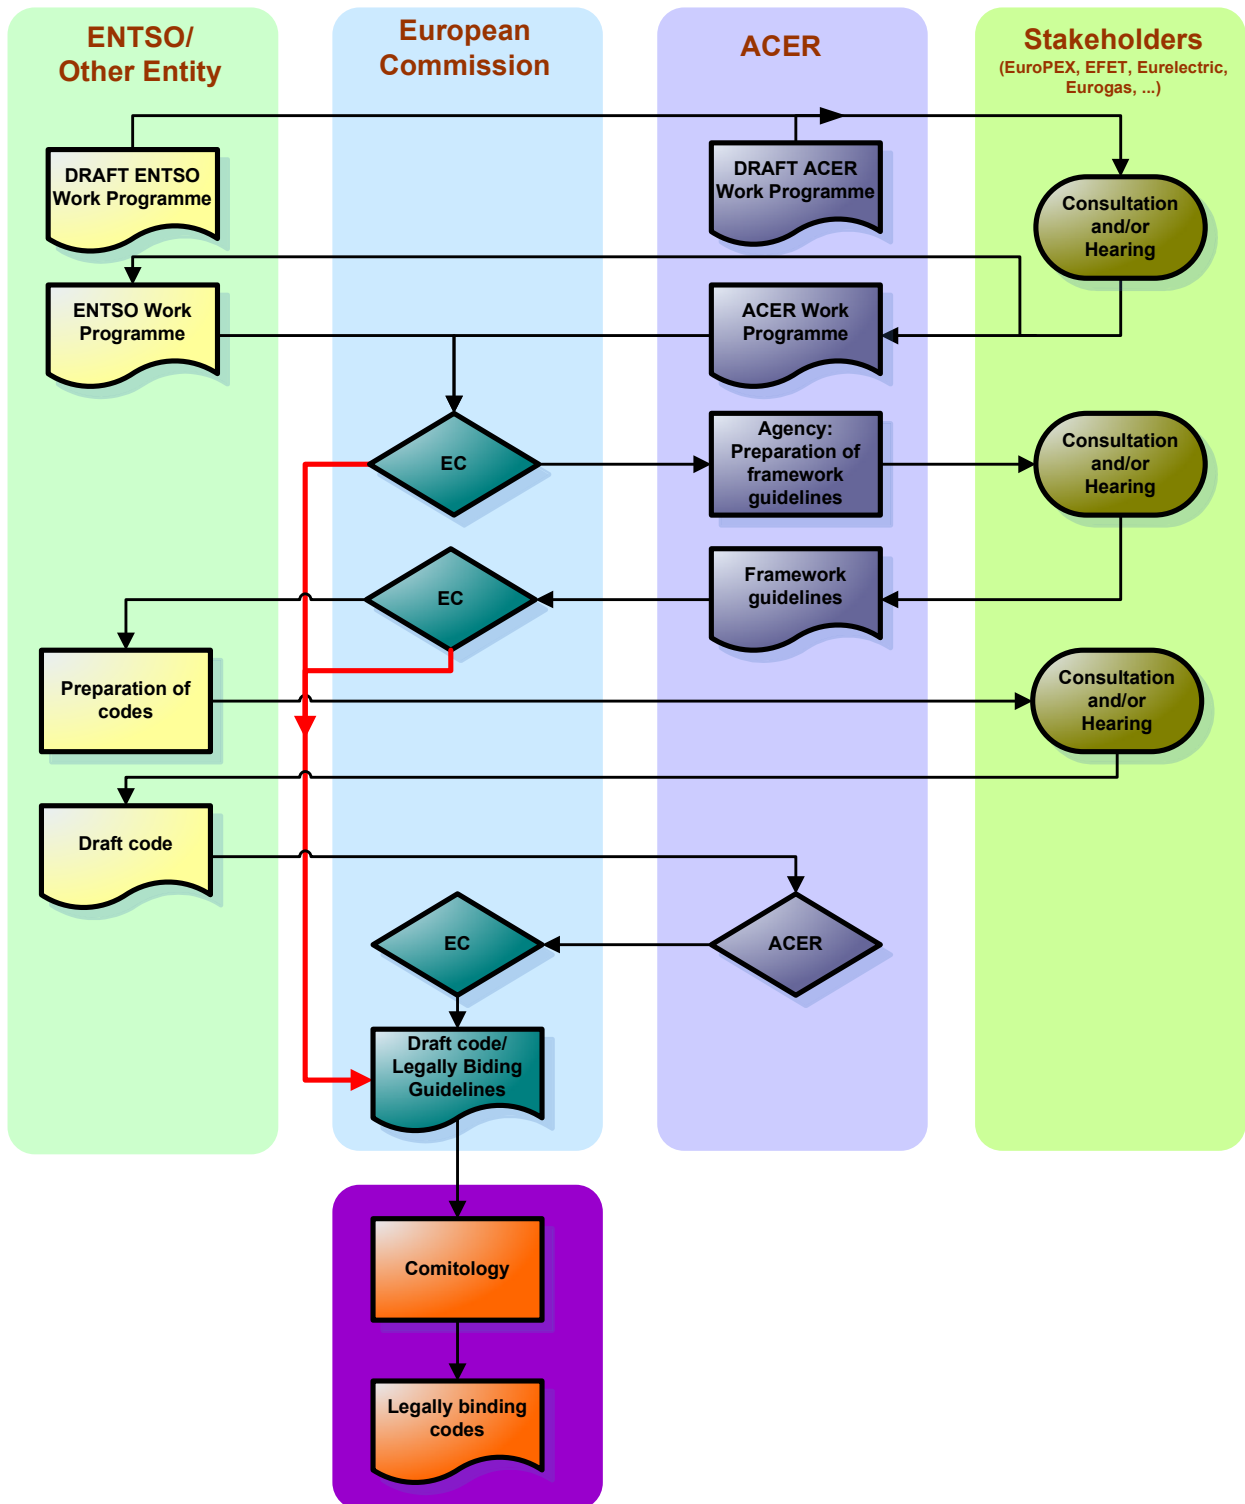 ENTSO/
Other Entity
European
Commission
ACER
Stakeholders
(EuroPEX, EFET, Eurelectric,
Eurogas, ...)
DRAFT ENTSO
Work Programme
DRAFT ACER
Work Programme
Consultation
and/or
Hearing
ENTSO Work
Programme
ACER Work
Programme
EC
Agency:
Preparation of
framework
guidelines
Consultation
and/or
Hearing
EC
Framework
guidelines
Preparation of
codes
Consultation
and/or
Hearing
Draft code
EC
ACER
Draft code/
Legally Biding
Guidelines
Comitology
Legally binding
codes